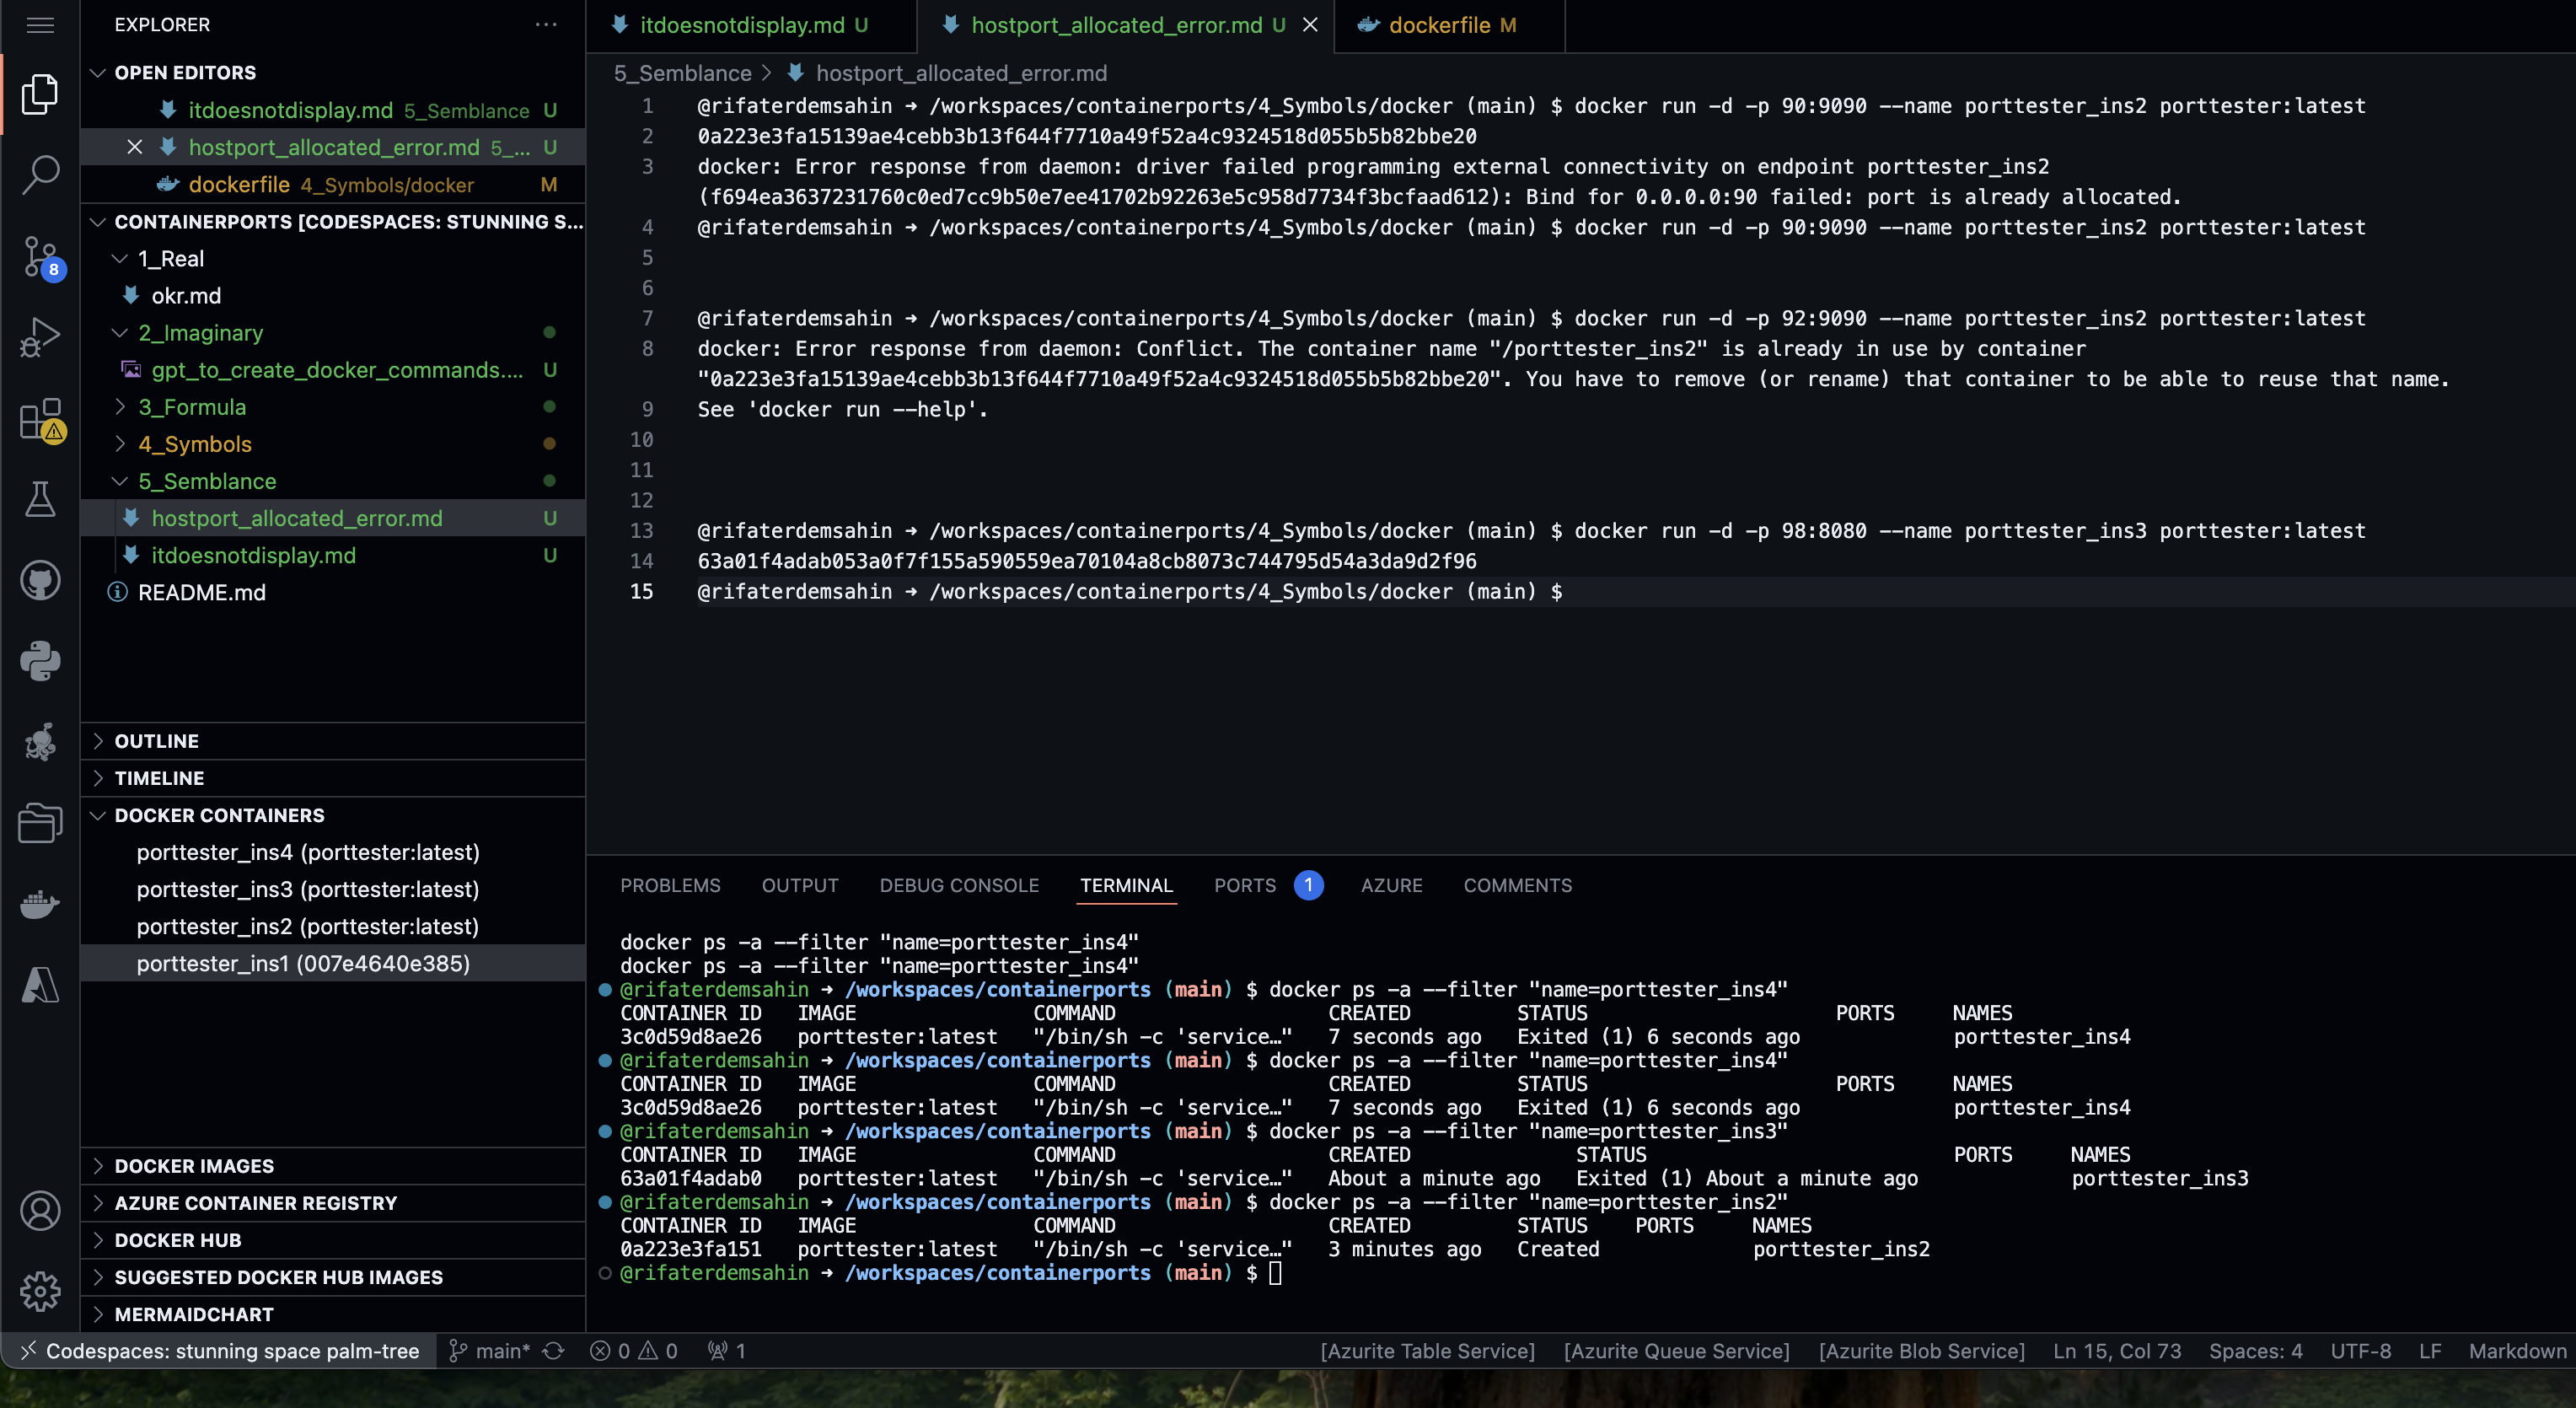 EXPLORER
OPEN EDITORS
itdoesnotdisplay.md 5_Semblance U
hostport_allocated_error.md 5_... U
dockerfile 4_Symbols/docker M
CONTAINERPORTS [CODESPACES: STUNNING S...
1_Real
okr.md
2_Imaginary
gpt_to_create_docker_commands.... U
3_Formula
4_Symbols
5_Semblance
hostport_allocated_error.md U
itdoesnotdisplay.md U
README.md
OUTLINE
TIMELINE
DOCKER CONTAINERS
porttester_ins4 (porttester:latest)
porttester_ins3 (porttester:latest)
porttester_ins2 (porttester:latest)
porttester_ins1 (007e4640e385)
DOCKER IMAGES
AZURE CONTAINER REGISTRY
DOCKER HUB
SUGGESTED DOCKER HUB IMAGES
MERMAIDCHART
8
itdoesnotdisplay.md U hostport_allocated_error.md U dockerfile M
5_Semblance > hostport_allocated_error.md
1 @rifaterdemsahin ➜ /workspaces/containerports/4_Symbols/docker (main) $ docker run -d -p 90:9090 --name porttester_ins2 porttester:latest
2 0a223e3fa15139ae4cebb3b13f644f7710a49f52a4c9324518d055b5b82bbe20
3 docker: Error response from daemon: driver failed programming external connectivity on endpoint porttester_ins2
(f694ea3637231760c0ed7cc9b50e7ee41702b92263e5c958d7734f3bcfaad612): Bind for 0.0.0.0:90 failed: port is already allocated.
4 @rifaterdemsahin ➜ /workspaces/containerports/4_Symbols/docker (main) $ docker run -d -p 90:9090 --name porttester_ins2 porttester:latest
5
6
7 @rifaterdemsahin ➜ /workspaces/containerports/4_Symbols/docker (main) $ docker run -d -p 92:9090 --name porttester_ins2 porttester:latest
8 docker: Error response from daemon: Conflict. The container name "/porttester_ins2" is already in use by container
"0a223e3fa15139ae4cebb3b13f644f7710a49f52a4c9324518d055b5b82bbe20". You have to remove (or rename) that container to be able to reuse that name.
9 See 'docker run --help'.
10
11
12
13 @rifaterdemsahin ➜ /workspaces/containerports/4_Symbols/docker (main) $ docker run -d -p 98:8080 --name porttester_ins3 porttester:latest
14 63a01f4adab053a0f7f155a590559ea70104a8cb8073c744795d54a3da9d2f96
15 @rifaterdemsahin ➜ /workspaces/containerports/4_Symbols/docker (main) $
PROBLEMS OUTPUT DEBUG CONSOLE TERMINAL PORTS 1 AZURE COMMENTS
docker ps -a --filter "name=porttester_ins4"
docker ps -a --filter "name=porttester_ins4"
@rifaterdemsahin ➜ /workspaces/containerports (main) $ docker ps -a --filter "name=porttester_ins4"
CONTAINER ID IMAGE COMMAND CREATED STATUS PORTS NAMES
3c0d59d8ae26 porttester:latest "/bin/sh -c 'service…" 7 seconds ago Exited (1) 6 seconds ago porttester_ins4
@rifaterdemsahin ➜ /workspaces/containerports (main) $ docker ps -a --filter "name=porttester_ins4"
CONTAINER ID IMAGE COMMAND CREATED STATUS PORTS NAMES
3c0d59d8ae26 porttester:latest "/bin/sh -c 'service…" 7 seconds ago Exited (1) 6 seconds ago porttester_ins4
@rifaterdemsahin ➜ /workspaces/containerports (main) $ docker ps -a --filter "name=porttester_ins3"
CONTAINER ID IMAGE COMMAND CREATED STATUS PORTS NAMES
63a01f4adab0 porttester:latest "/bin/sh -c 'service…" About a minute ago Exited (1) About a minute ago porttester_ins3
@rifaterdemsahin ➜ /workspaces/containerports (main) $ docker ps -a --filter "name=porttester_ins2"
CONTAINER ID IMAGE COMMAND CREATED STATUS PORTS NAMES
0a223e3fa151 porttester:latest "/bin/sh -c 'service…" 3 minutes ago Created porttester_ins2
@rifaterdemsahin ➜ /workspaces/containerports (main) $
Codespaces: stunning space palm-tree main* 0 0 1 [Azurite Table Service] [Azurite Queue Service] [Azurite Blob Service] Ln 15, Col 73 Spaces: 4 UTF-8 LF Markdown